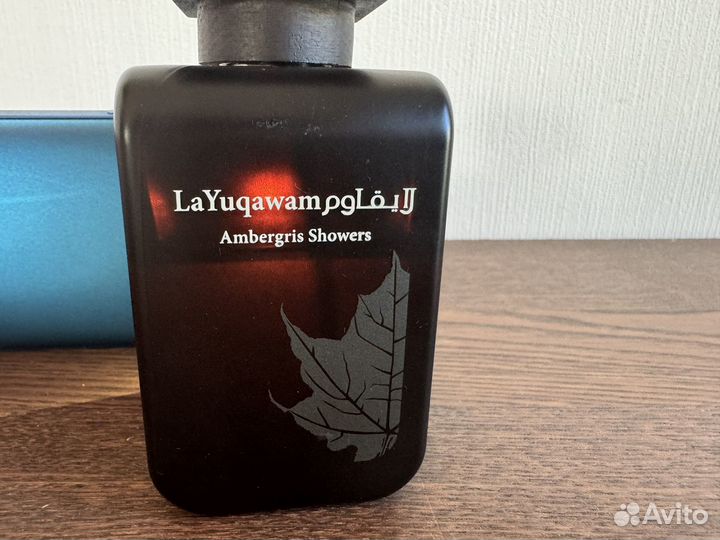 LaYuqawam لايقاوم
Ambergris Showers
Avito